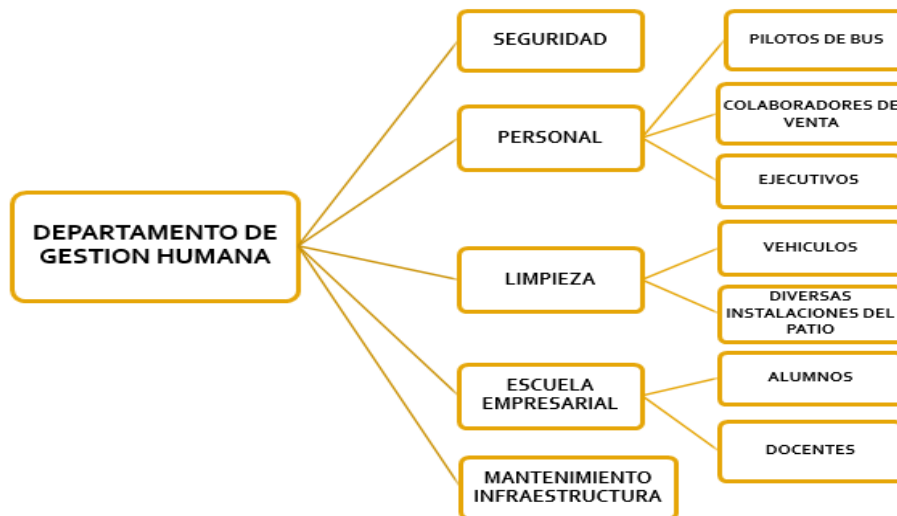 DEPARTAMENTO DE
GESTION HUMANA
SEGURIDAD
PERSONAL
PILOTOS DE BUS
COLABORADORES DE
VENTA
EJECUTIVOS
LIMPIEZA
VEHICULOS
DIVERSAS
INSTALACIONES DEL
PATIO
ESCUELA
EMPRESARIAL
ALUMNOS
DOCENTES
MANTENIMIENTO
INFRAESTRUCTURA